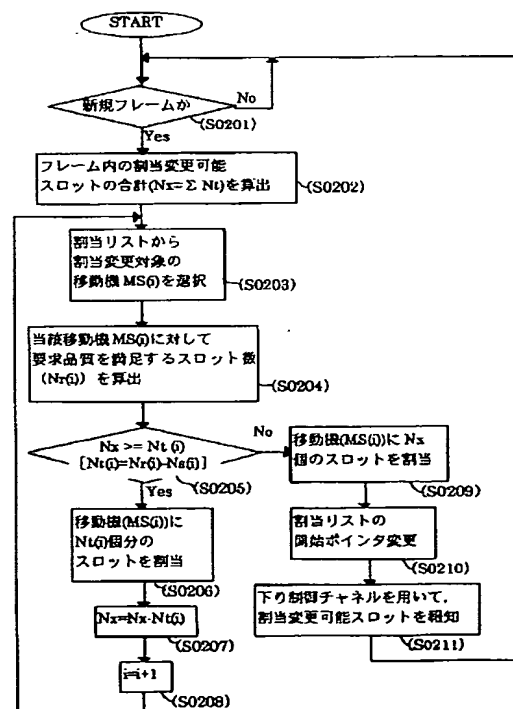 START
新規フレームか
No
(S0201)
Yes
フレーム内の割当変更可能
スロットの合計(Nx=Σ Nt)を算出
(S0202)
割当リストから
割当変更対象の
移動機 MS(i)を選択
(S0203)
当該移動機 MS(i)に対して
要求品質を満足するスロット数
(Nr(i)) を算出
(S0204)
Nx >= Nt (i)
[Nt(i)=Nr(i)-Ns(i)]
No
(S0205)
Yes
移動機(MS(i))に
Nt(i)個分の
スロットを割当
(S0206)
Nx=Nx-Nt(i)
(S0207)
i=i+1
(S0208)
移動機(MS(i))に Nx
個のスロットを割当
(S0209)
割当リストの
開始ポインタ変更
(S0210)
下り制御チャネルを用いて,
割当変更可能スロットを報知
(S0211)